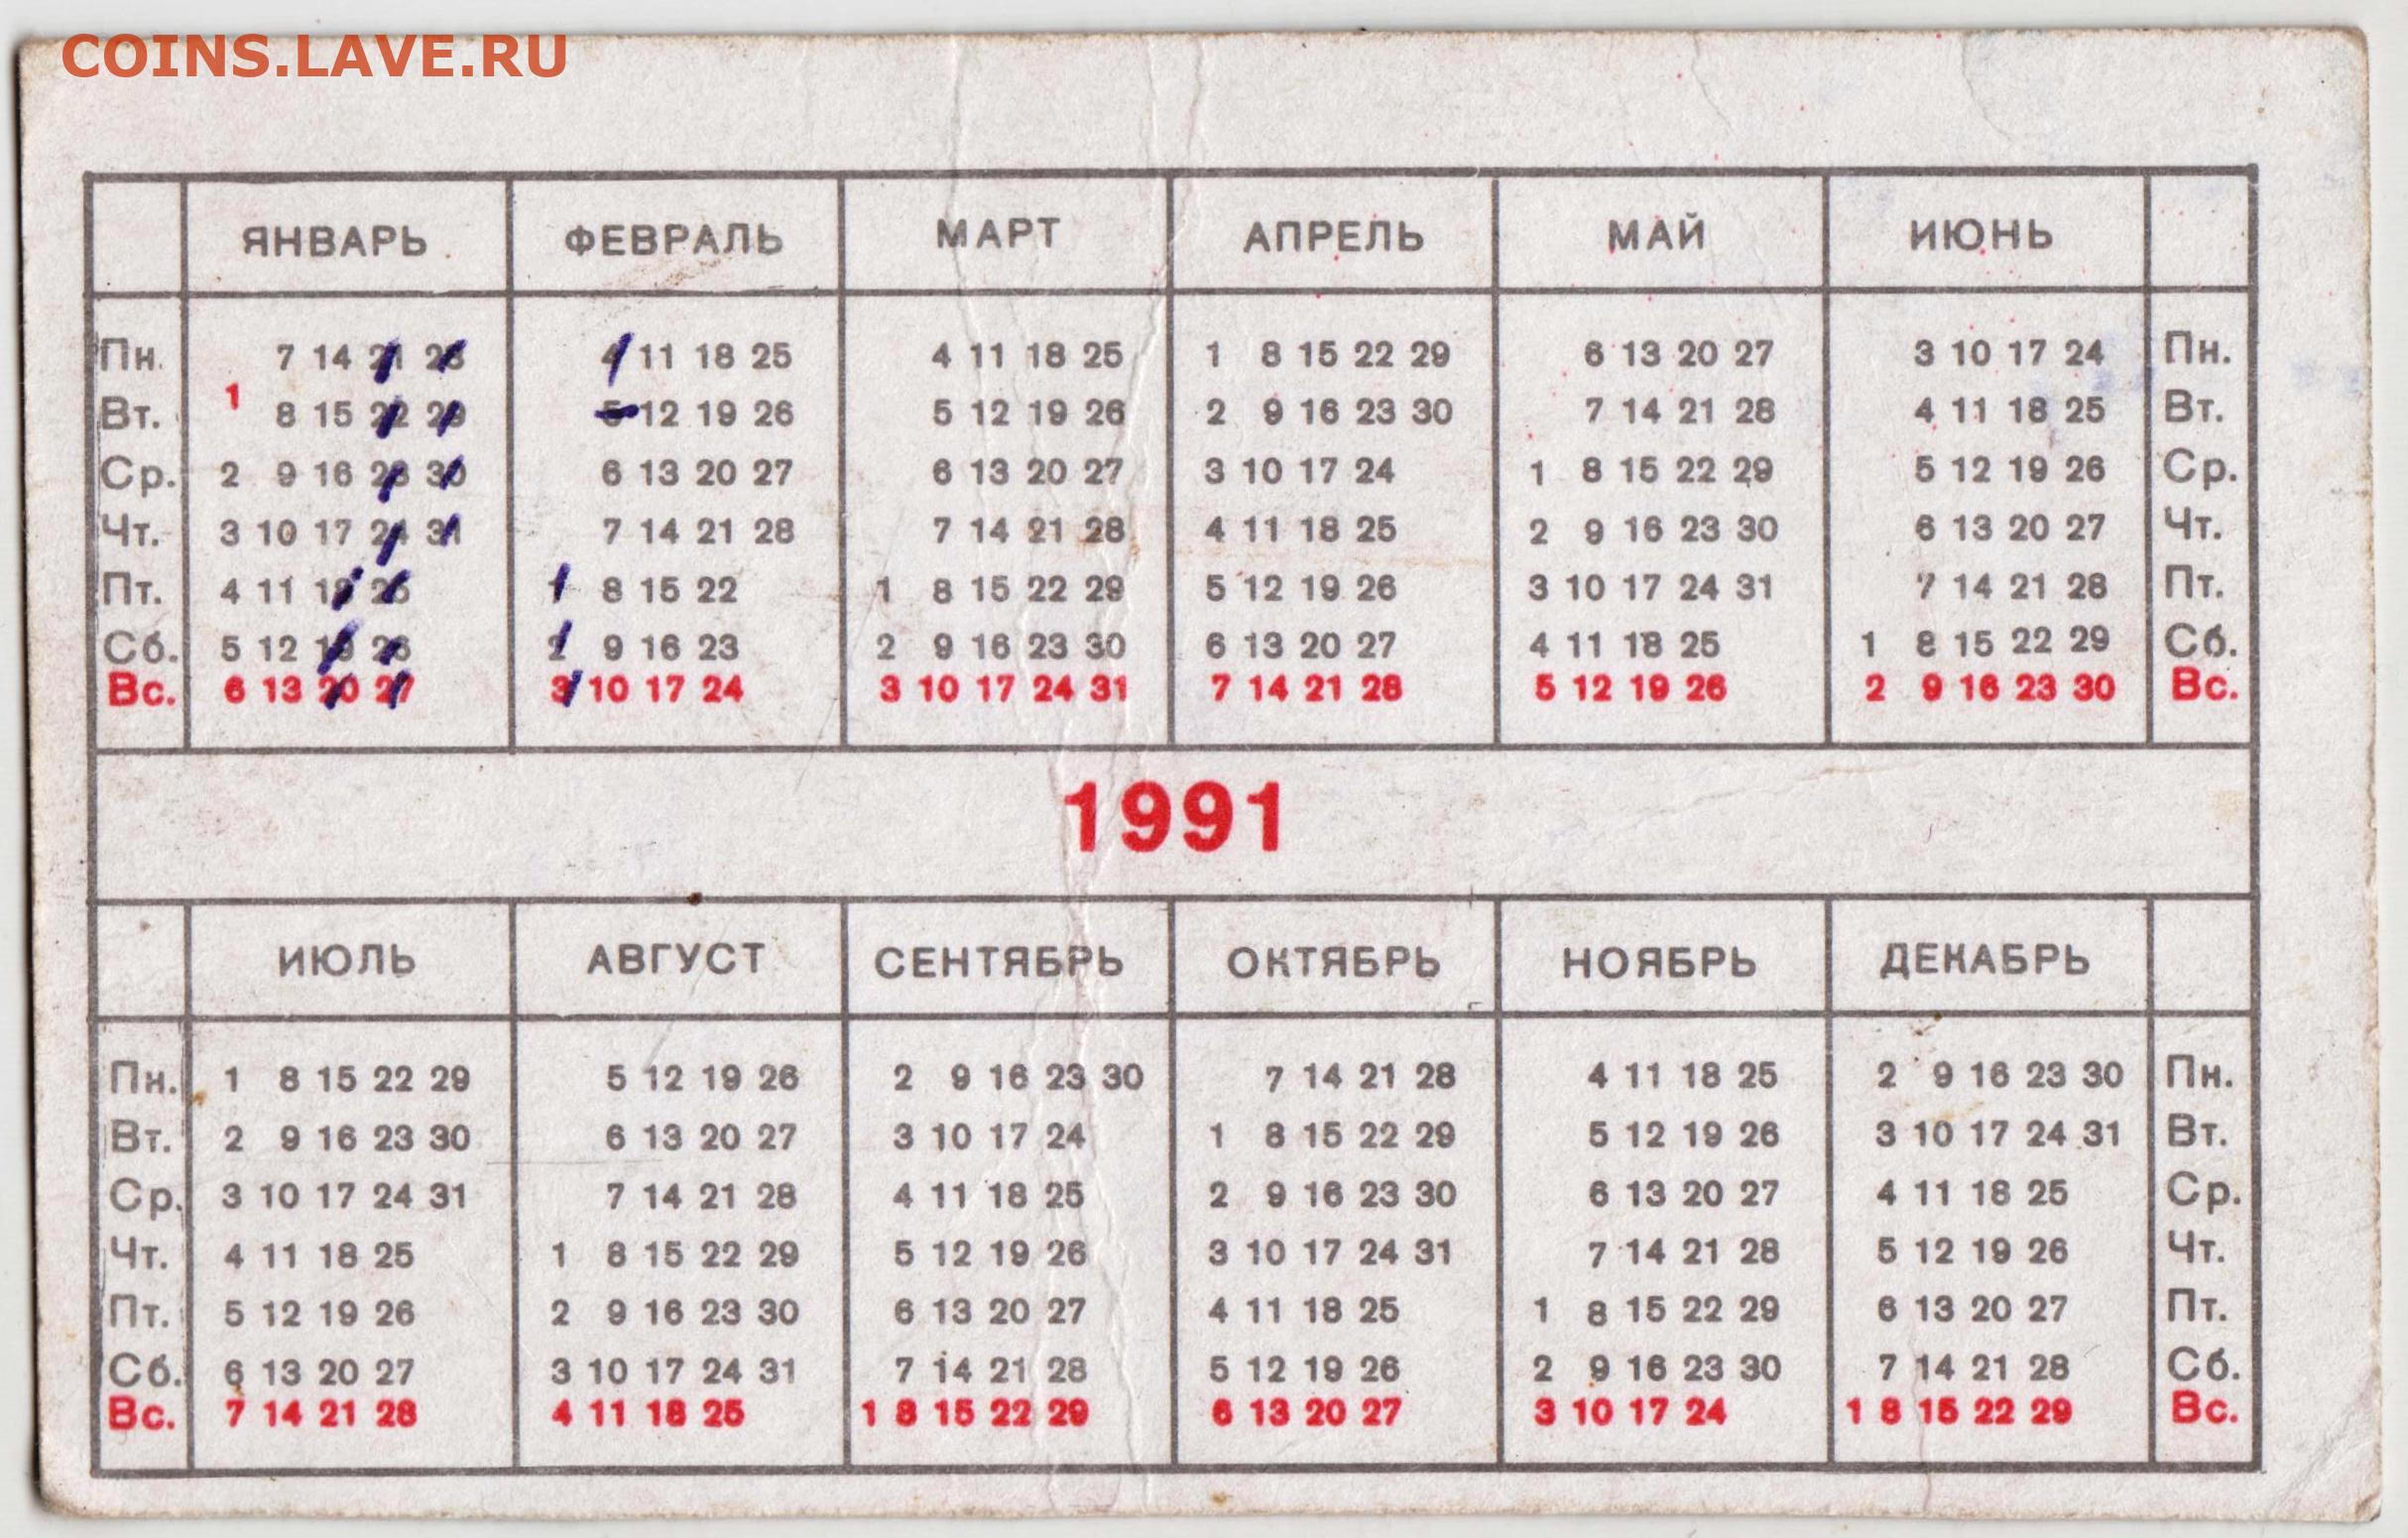 COINS.LAVE.RU
ЯНВАРЬ ФЕВРАЛЬ МАРТ АПРЕЛЬ МАЙ ИЮНЬ
Пн. 7 14 21 28 4 11 18 25 4 11 18 25 1 8 15 22 29 6 13 20 27 3 10 17 24 Пн.
Вт. 1 8 15 22 29 5 12 19 26 5 12 19 26 2 9 16 23 30 7 14 21 28 4 11 18 25 Вт.
Ср. 2 9 16 23 30 6 13 20 27 6 13 20 27 3 10 17 24 1 8 15 22 29 5 12 19 26 Ср.
Чт. 3 10 17 24 31 7 14 21 28 7 14 21 28 4 11 18 25 2 9 16 23 30 6 13 20 27 Чт.
Пт. 4 11 18 25 1 8 15 22 1 8 15 22 29 5 12 19 26 3 10 17 24 31 7 14 21 28 Пт.
Сб. 5 12 19 26 2 9 16 23 2 9 16 23 30 6 13 20 27 4 11 18 25 1 8 15 22 29 Сб.
Вс. 6 13 20 27 3 10 17 24 3 10 17 24 31 7 14 21 28 5 12 19 26 2 9 16 23 30 Вс.
1991
ИЮЛЬ АВГУСТ СЕНТЯБРЬ ОКТЯБРЬ НОЯБРЬ ДЕКАБРЬ
Пн. 1 8 15 22 29 5 12 19 26 2 9 16 23 30 7 14 21 28 4 11 18 25 2 9 16 23 30 Пн.
Вт. 2 9 16 23 30 6 13 20 27 3 10 17 24 1 8 15 22 29 5 12 19 26 3 10 17 24 31 Вт.
Ср. 3 10 17 24 31 7 14 21 28 4 11 18 25 2 9 16 23 30 6 13 20 27 4 11 18 25 Ср.
Чт. 4 11 18 25 1 8 15 22 29 5 12 19 26 3 10 17 24 31 7 14 21 28 5 12 19 26 Чт.
Пт. 5 12 19 26 2 9 16 23 30 6 13 20 27 4 11 18 25 1 8 15 22 29 6 13 20 27 Пт.
Сб. 6 13 20 27 3 10 17 24 31 7 14 21 28 5 12 19 26 2 9 16 23 30 7 14 21 28 Сб.
Вс. 7 14 21 28 4 11 18 25 1 8 15 22 29 6 13 20 27 3 10 17 24 1 8 15 22 29 Вс.